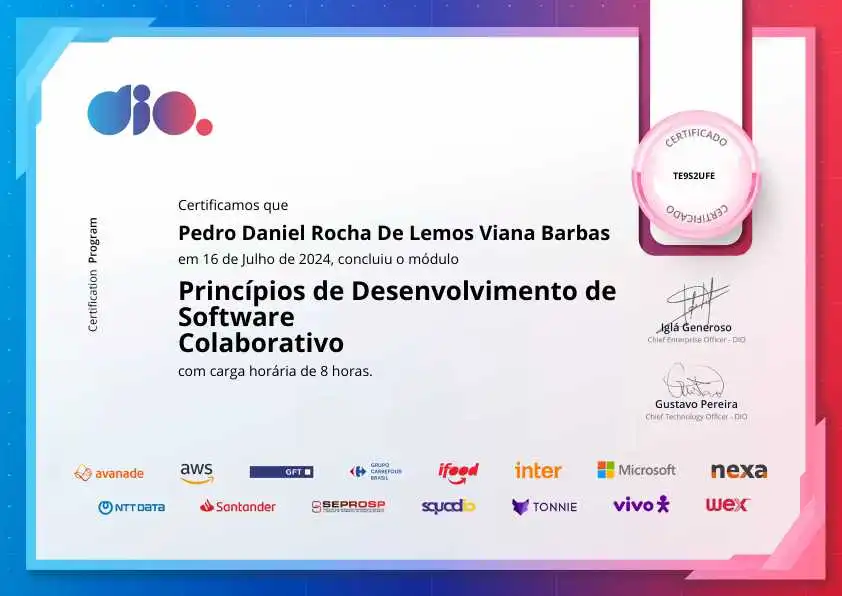 dio.
CERTIFICADO
TE9S2UFE
CERTIFICADO
Certification Program
Certificamos que
Pedro Daniel Rocha De Lemos Viana Barbas
em 16 de Julho de 2024, concluiu o módulo
Princípios de Desenvolvimento de
Software
Colaborativo
com carga horária de 8 horas.
Iglá Generoso
Chief Enterprise Officer - DIO
Gustavo Pereira
Chief Technology Officer - DIO
avanade aws GFT GRUPO CARREFOUR BRASIL ifood inter Microsoft nexa
NTT DATA Santander SEPROSP squadio TONNIE vivo wex